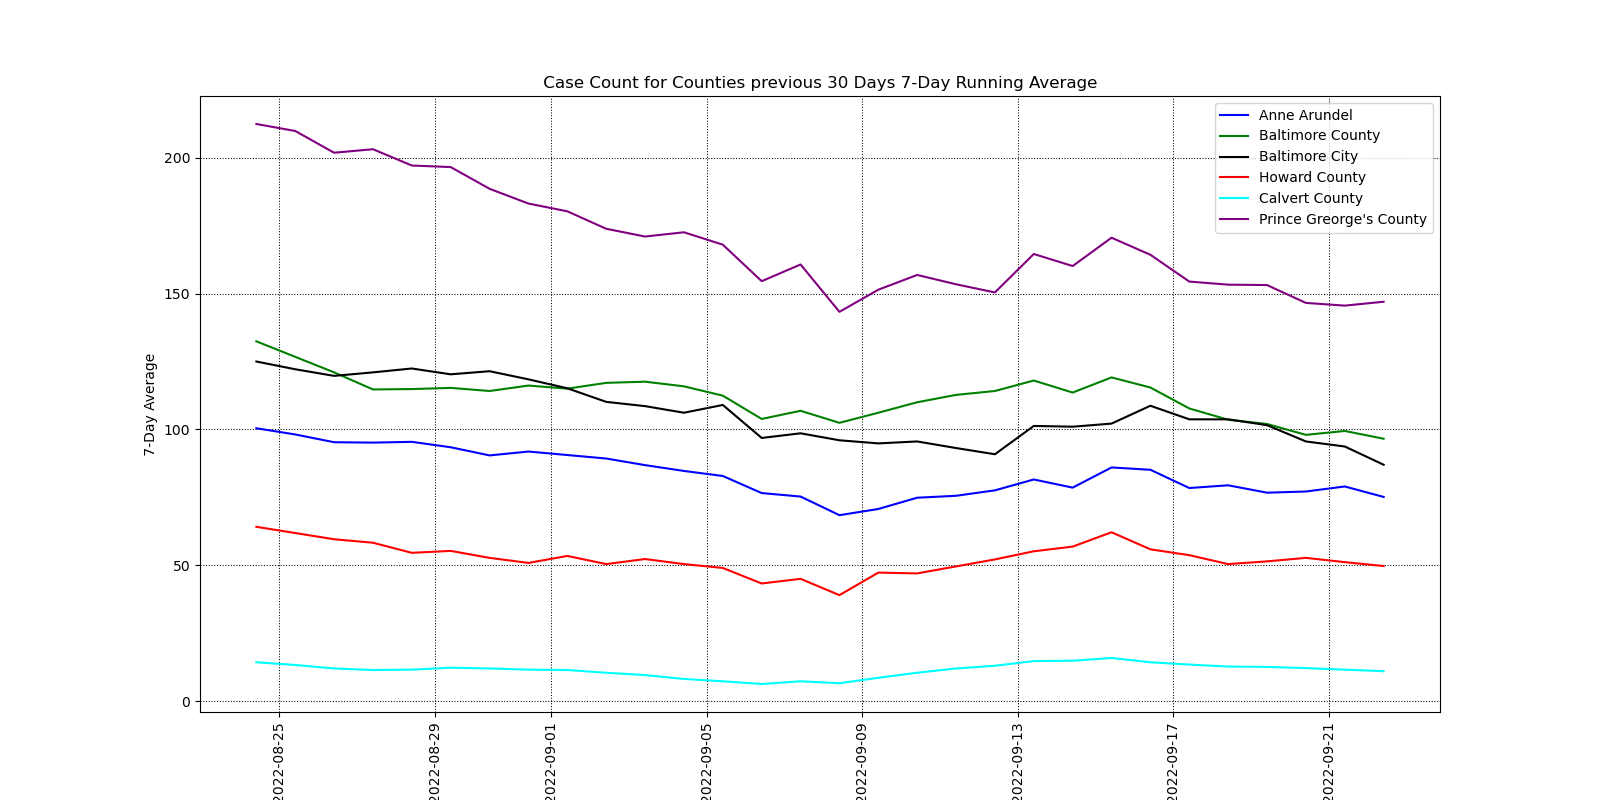 Case Count for Counties previous 30 Days 7-Day Running Average
Anne Arundel
Baltimore County
Baltimore City
Howard County
Calvert County
Prince Greorge's County
7-Day Average
200
150
100
50
0
2022-08-25
2022-08-29
2022-09-01
2022-09-05
2022-09-09
2022-09-13
2022-09-17
2022-09-21